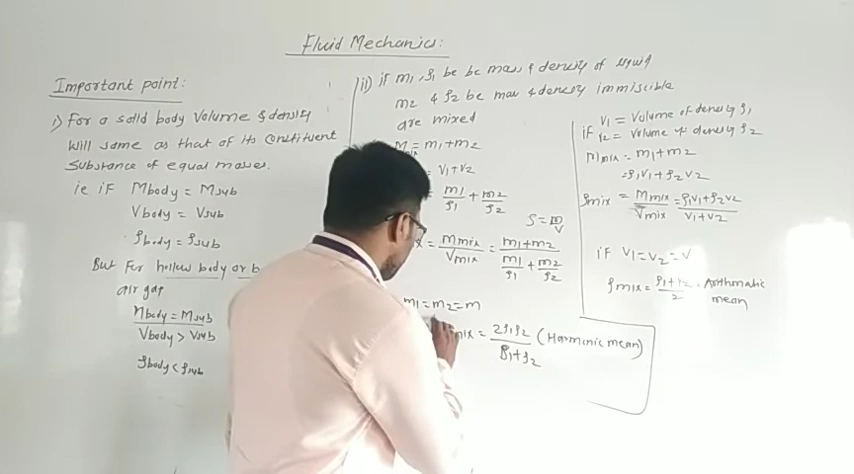 Fluid Mechanics:
Important point:
1) For a solid body Volume & density
Will same as that of its Constituent
Substance of equal masses.
ie if Mbody = Msub
Vbody = Vsub
ρbody = ρsub
But For hollow body or
air gap
Mbody = Msub
Vbody > Vsub
ρbody < ρsub
ii) if m1, ρ1 be be mass & density of liquid
m2 & ρ2 be mass & density immiscible
are mixed
= m1+m2
= V1+V2
m1/ρ1 + m2/ρ2
ρ = m/V
= Mmix/Vmix = (m1+m2)/(m1/ρ1 + m2/ρ2)
m1 = m2 = m
mix = 2ρ1ρ2/(ρ1+ρ2) (Harmonic mean)
V1 = Volume of density ρ1
if V2 = Volume of density ρ2
Mmix = m1+m2
= ρ1V1 + ρ2V2
ρmix = Mmix/Vmix = (ρ1V1+ρ2V2)/(V1+V2)
if V1 = V2 = V
ρmix = (ρ1+ρ2)/2 . Arithmatic
mean